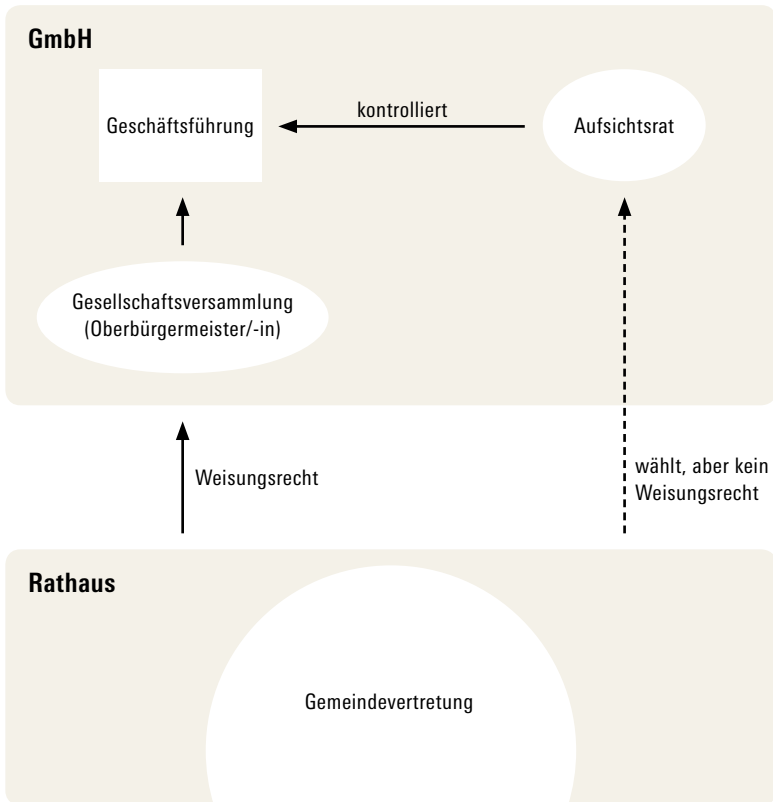 GmbH
Geschäftsführung
kontrolliert
Aufsichtsrat
Gesellschaftsversammlung
(Oberbürgermeister/-in)
Weisungsrecht
wählt, aber kein
Weisungsrecht
Rathaus
Gemeindevertretung